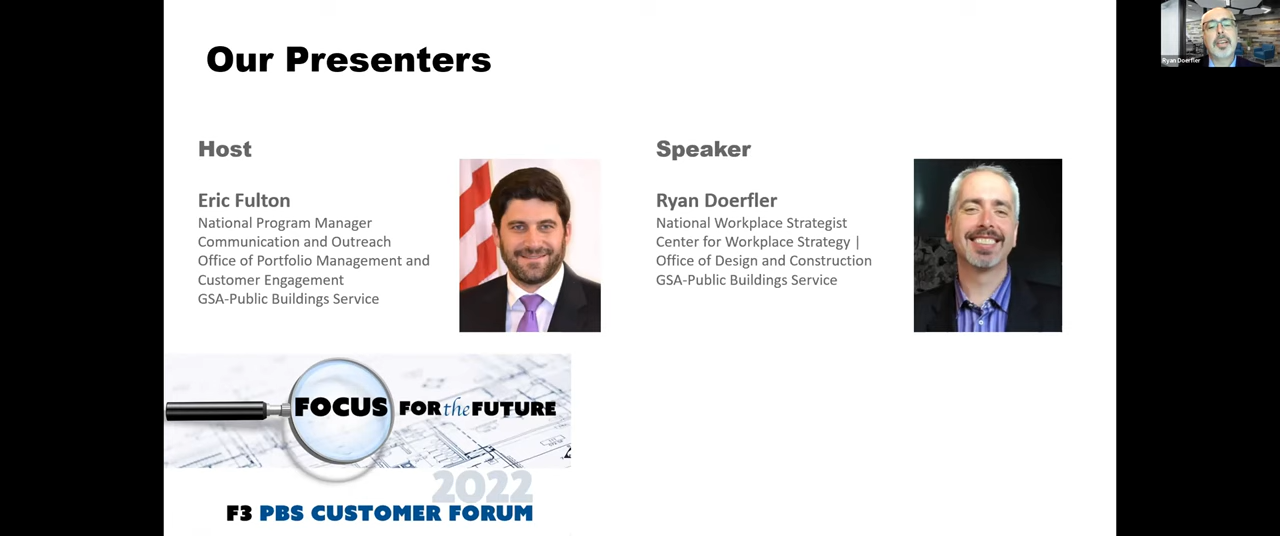 Our Presenters
Host
Eric Fulton
National Program Manager
Communication and Outreach
Office of Portfolio Management and
Customer Engagement
GSA-Public Buildings Service
Speaker
Ryan Doerfler
National Workplace Strategist
Center for Workplace Strategy |
Office of Design and Construction
GSA-Public Buildings Service
Ryan Doerfler
FOCUS FOR the FUTURE
2022
F3 PBS CUSTOMER FORUM